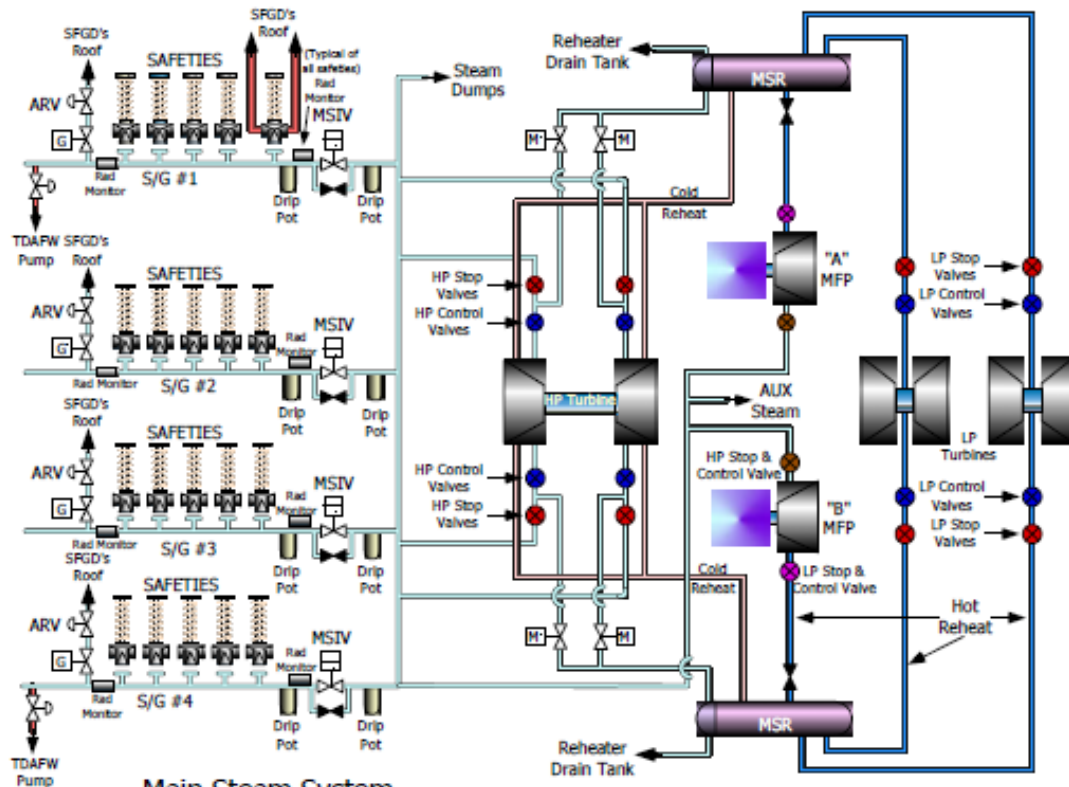 SFGD's
Roof
SAFETIES
SFGD's
Roof
(Typical of
all safeties)
Rad
Monitor
ARV
G
MSIV
Rad
Monitor
S/G #1
Drip
Pot
Drip
Pot
TDAFW
Pump
SFGD's
Roof
SAFETIES
ARV
G
Rad
Monitor
MSIV
Rad Monitor
S/G #2
Drip
Pot
Drip
Pot
SFGD's
Roof
SAFETIES
ARV
G
Rad
Monitor
MSIV
Rad Monitor
S/G #3
Drip
Pot
Drip
Pot
SFGD's
Roof
SAFETIES
ARV
G
Rad
Monitor
MSIV
Rad
Monitor
S/G #4
Drip
Pot
Drip
Pot
TDAFW
Pump
Main Steam System
Steam
Dumps
Reheater
Drain Tank
MSR
M
M
Cold
Reheat
HP Stop
Valves
HP Control
Valves
HP Turbine
HP Control
Valves
HP Stop
Valves
"A"
MFP
AUX
Steam
HP Stop &
Control Valve
"B"
MFP
LP Stop &
Control Valve
Cold
Reheat
M
M
MSR
Reheater
Drain Tank
LP Stop
Valves
LP Control
Valves
LP
Turbines
LP Control
Valves
LP Stop
Valves
Hot
Reheat